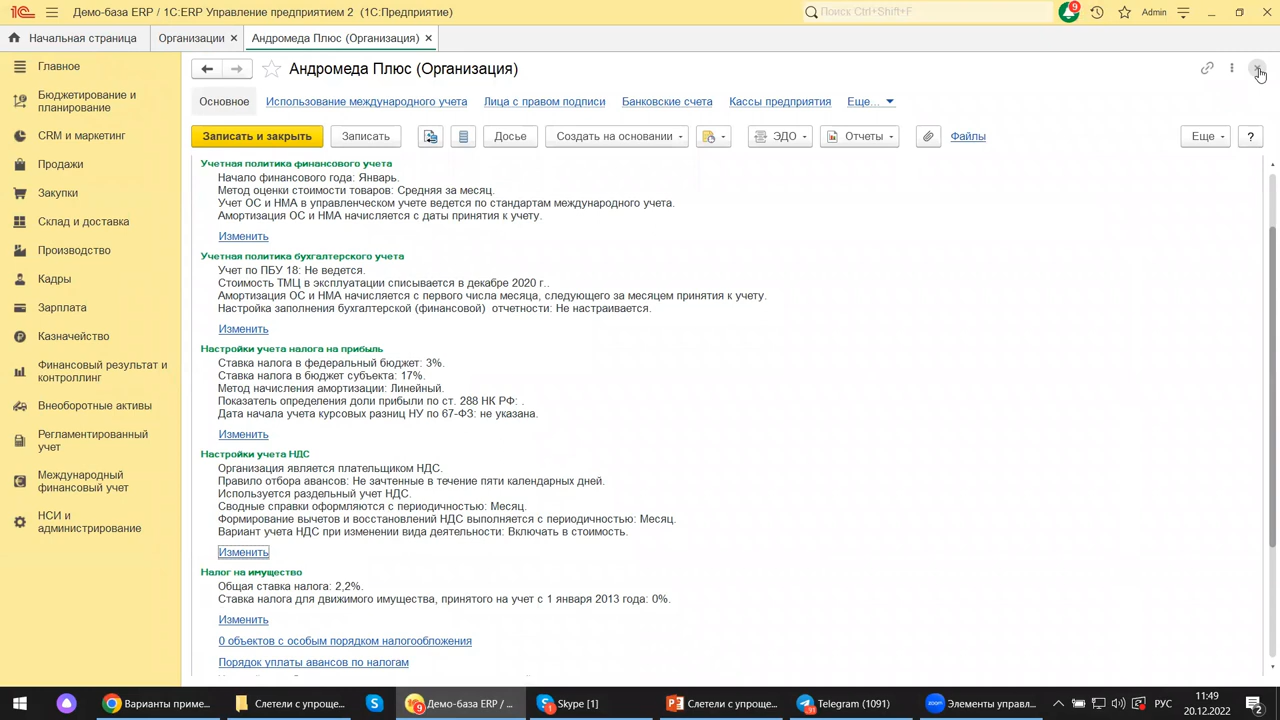 Демо-база ERP / 1С:ERP Управление предприятием 2 (1С:Предприятие)
Поиск Ctrl+Shift+F
9
Admin
Начальная страница
Организации ×
Андромеда Плюс (Организация) ×
Главное
Бюджетирование и
планирование
CRM и маркетинг
Продажи
Закупки
Склад и доставка
Производство
Кадры
Зарплата
Казначейство
Финансовый результат и
контроллинг
Внеоборотные активы
Регламентированный
учет
Международный
финансовый учет
НСИ и
администрирование
Андромеда Плюс (Организация)
Основное Использование международного учета Лица с правом подписи Банковские счета Кассы предприятия Еще...
Записать и закрыть Записать Досье Создать на основании ЭДО Отчеты Файлы Еще ?
Учетная политика финансового учета
Начало финансового года: Январь.
Метод оценки стоимости товаров: Средняя за месяц.
Учет ОС и НМА в управленческом учете ведется по стандартам международного учета.
Амортизация ОС и НМА начисляется с даты принятия к учету.
Изменить
Учетная политика бухгалтерского учета
Учет по ПБУ 18: Не ведется.
Стоимость ТМЦ в эксплуатации списывается в декабре 2020 г..
Амортизация ОС и НМА начисляется с первого числа месяца, следующего за месяцем принятия к учету.
Настройка заполнения бухгалтерской (финансовой) отчетности: Не настраивается.
Изменить
Настройки учета налога на прибыль
Ставка налога в федеральный бюджет: 3%.
Ставка налога в бюджет субъекта: 17%.
Метод начисления амортизации: Линейный.
Показатель определения доли прибыли по ст. 288 НК РФ: .
Дата начала учета курсовых разниц НУ по 67-ФЗ: не указана.
Изменить
Настройки учета НДС
Организация является плательщиком НДС.
Правило отбора авансов: Не зачтенные в течение пяти календарных дней.
Используется раздельный учет НДС.
Сводные справки оформляются с периодичностью: Месяц.
Формирование вычетов и восстановлений НДС выполняется с периодичностью: Месяц.
Вариант учета НДС при изменении вида деятельности: Включать в стоимость.
Изменить
Налог на имущество
Общая ставка налога: 2,2%.
Ставка налога для движимого имущества, принятого на учет с 1 января 2013 года: 0%.
Изменить
0 объектов с особым порядком налогообложения
Порядок уплаты авансов по налогам
Варианты приме...
Слетели с упроще...
Демо-база ERP / ...
Skype [1]
Слетели с упроще...
Telegram (1091)
Элементы управл...
РУС
11:49
20.12.2022
2